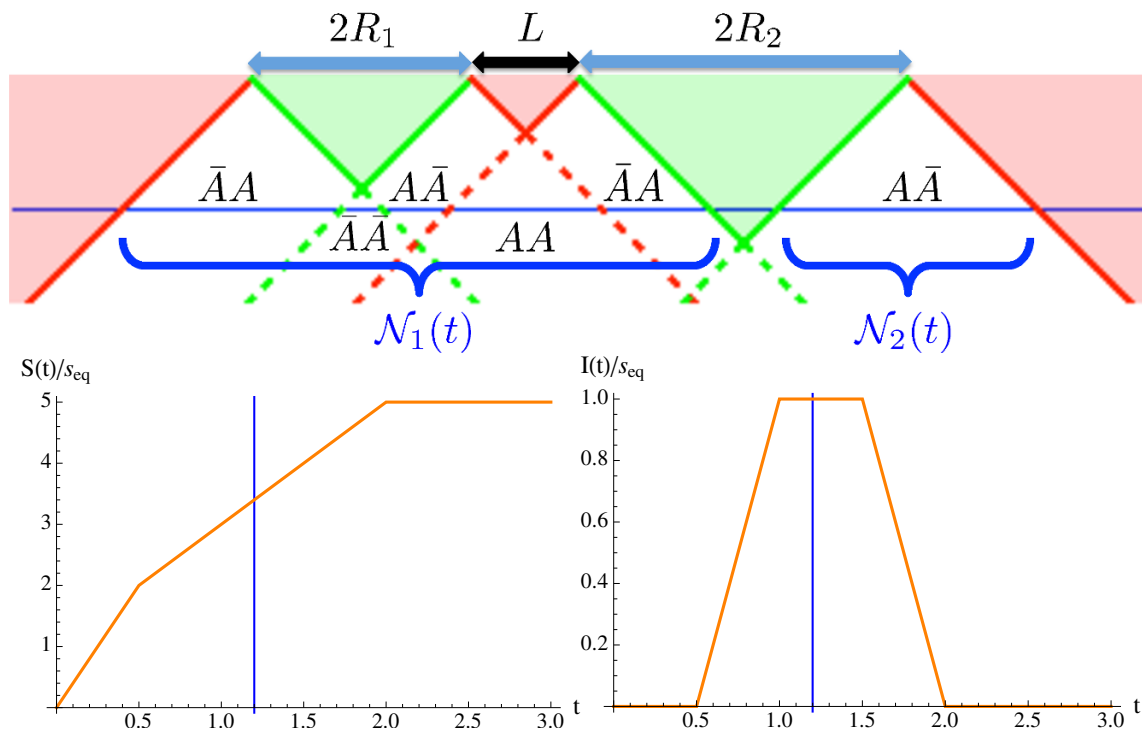 2R₁ L 2R₂
ĀA AĀ ĀA AĀ
ĀĀ AA
𝒩₁(t) 𝒩₂(t)
S(t)/s_eq I(t)/s_eq
5 1.0
4 0.8
3 0.6
2 0.4
1 0.2
0.5 1.0 1.5 2.0 2.5 3.0 t 0.5 1.0 1.5 2.0 2.5 3.0 t